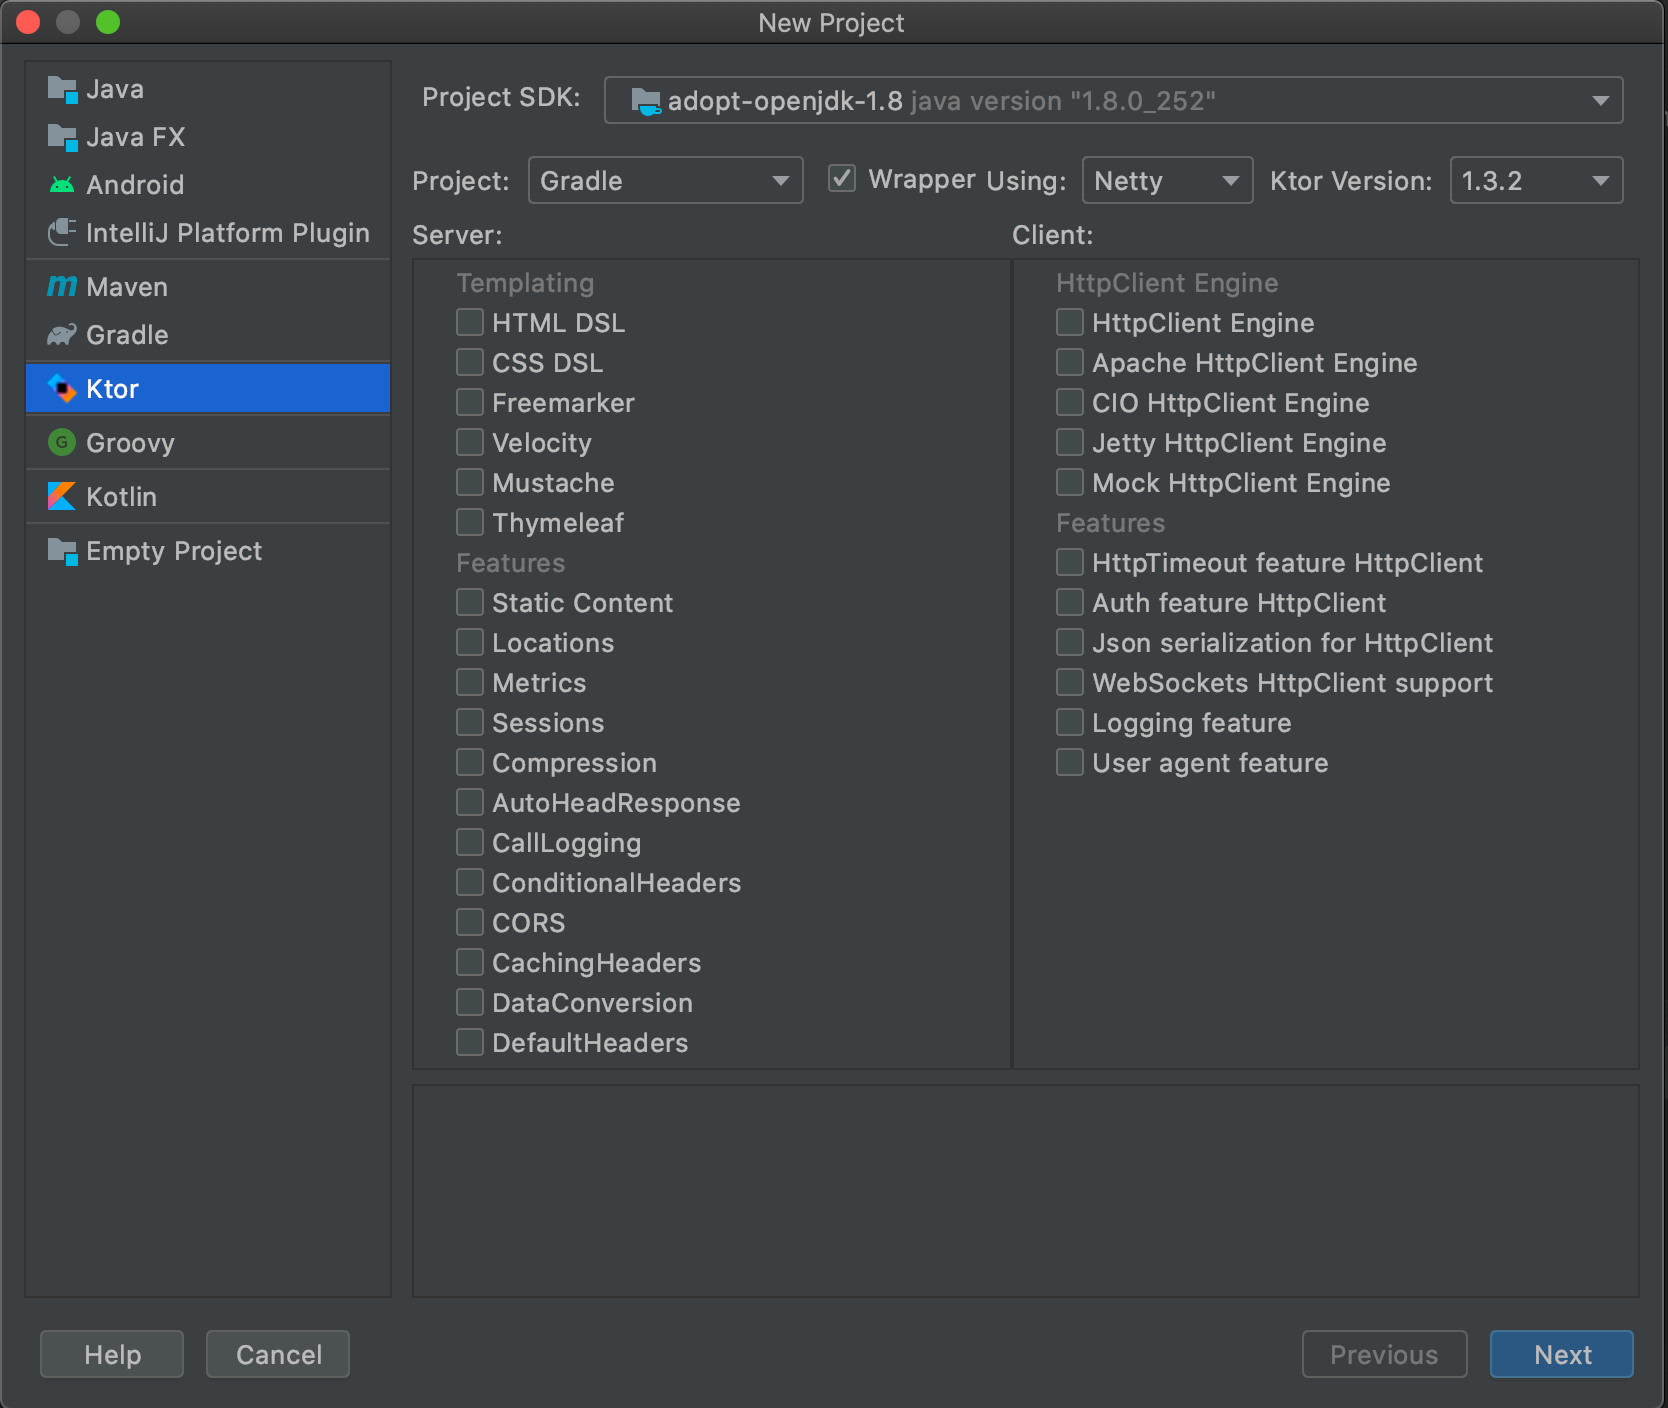 New Project
Java
Java FX
Android
IntelliJ Platform Plugin
Maven
Gradle
Ktor
G Groovy
Kotlin
Empty Project
Project SDK: adopt-openjdk-1.8 java version "1.8.0_252"
Project: Gradle Wrapper Using: Netty Ktor Version: 1.3.2
Server:
Templating
HTML DSL
CSS DSL
Freemarker
Velocity
Mustache
Thymeleaf
Features
Static Content
Locations
Metrics
Sessions
Compression
AutoHeadResponse
CallLogging
ConditionalHeaders
CORS
CachingHeaders
DataConversion
DefaultHeaders
Client:
HttpClient Engine
HttpClient Engine
Apache HttpClient Engine
CIO HttpClient Engine
Jetty HttpClient Engine
Mock HttpClient Engine
Features
HttpTimeout feature HttpClient
Auth feature HttpClient
Json serialization for HttpClient
WebSockets HttpClient support
Logging feature
User agent feature
Help Cancel Previous Next